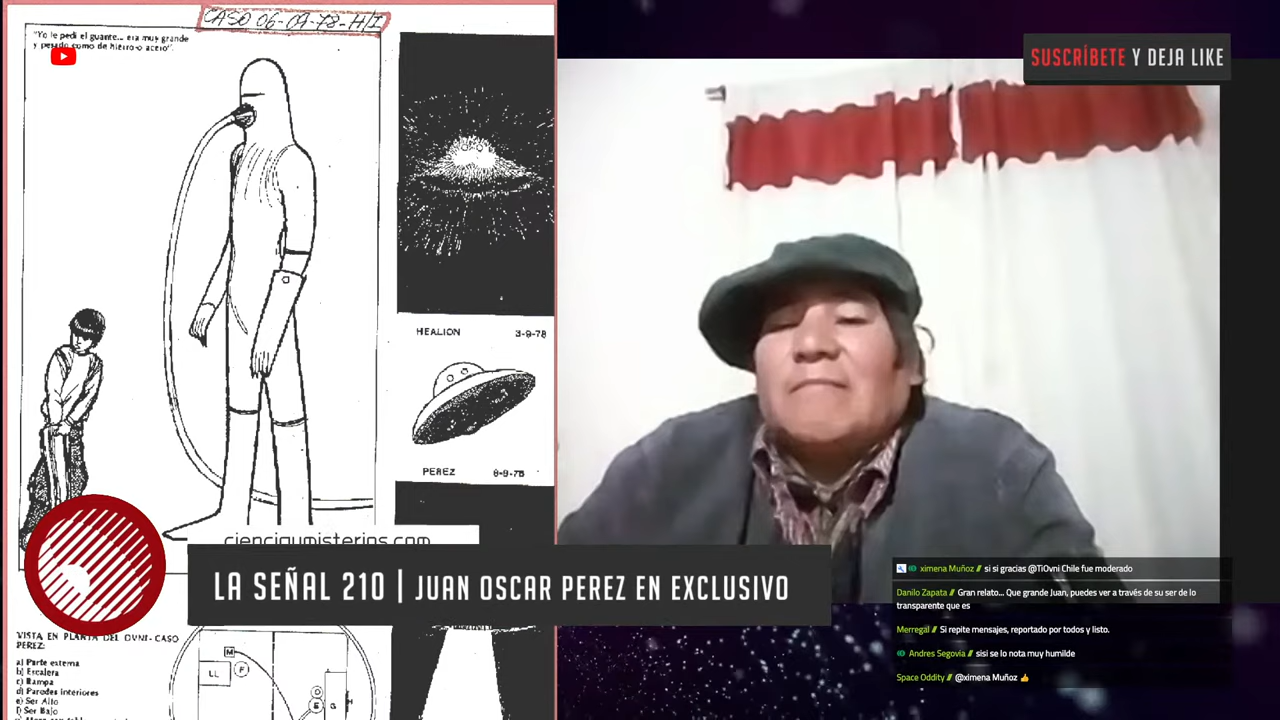 CASO 06-09-78-H/I
"Yo le pedí el guante... era muy grande
y pesado como de hierro o acero".
SUSCRÍBETE Y DEJA LIKE
HEALION 3-9-78
PEREZ 6-9-78
cienciaymisterios.com
LA SEÑAL 210 | JUAN OSCAR PEREZ EN EXCLUSIVO
VISTA EN PLANTA DEL OVNI-CASO
PEREZ:
a) Parte externa
b) Escalera
c) Rampa
d) Paredes interiores
e) Ser Alto
f) Ser Bajo
M
LL
F
E
G
H
ximena Muñoz // si si gracias @TiOvni Chile fue moderado
Danilo Zapata // Gran relato... Que grande Juan, puedes ver a través de su ser de lo
transparente que es
Merregal // Si repite mensajes, reportado por todos y listo.
Andres Segovia // sisi se lo nota muy humilde
Space Oddity // @ximena Muñoz 👍